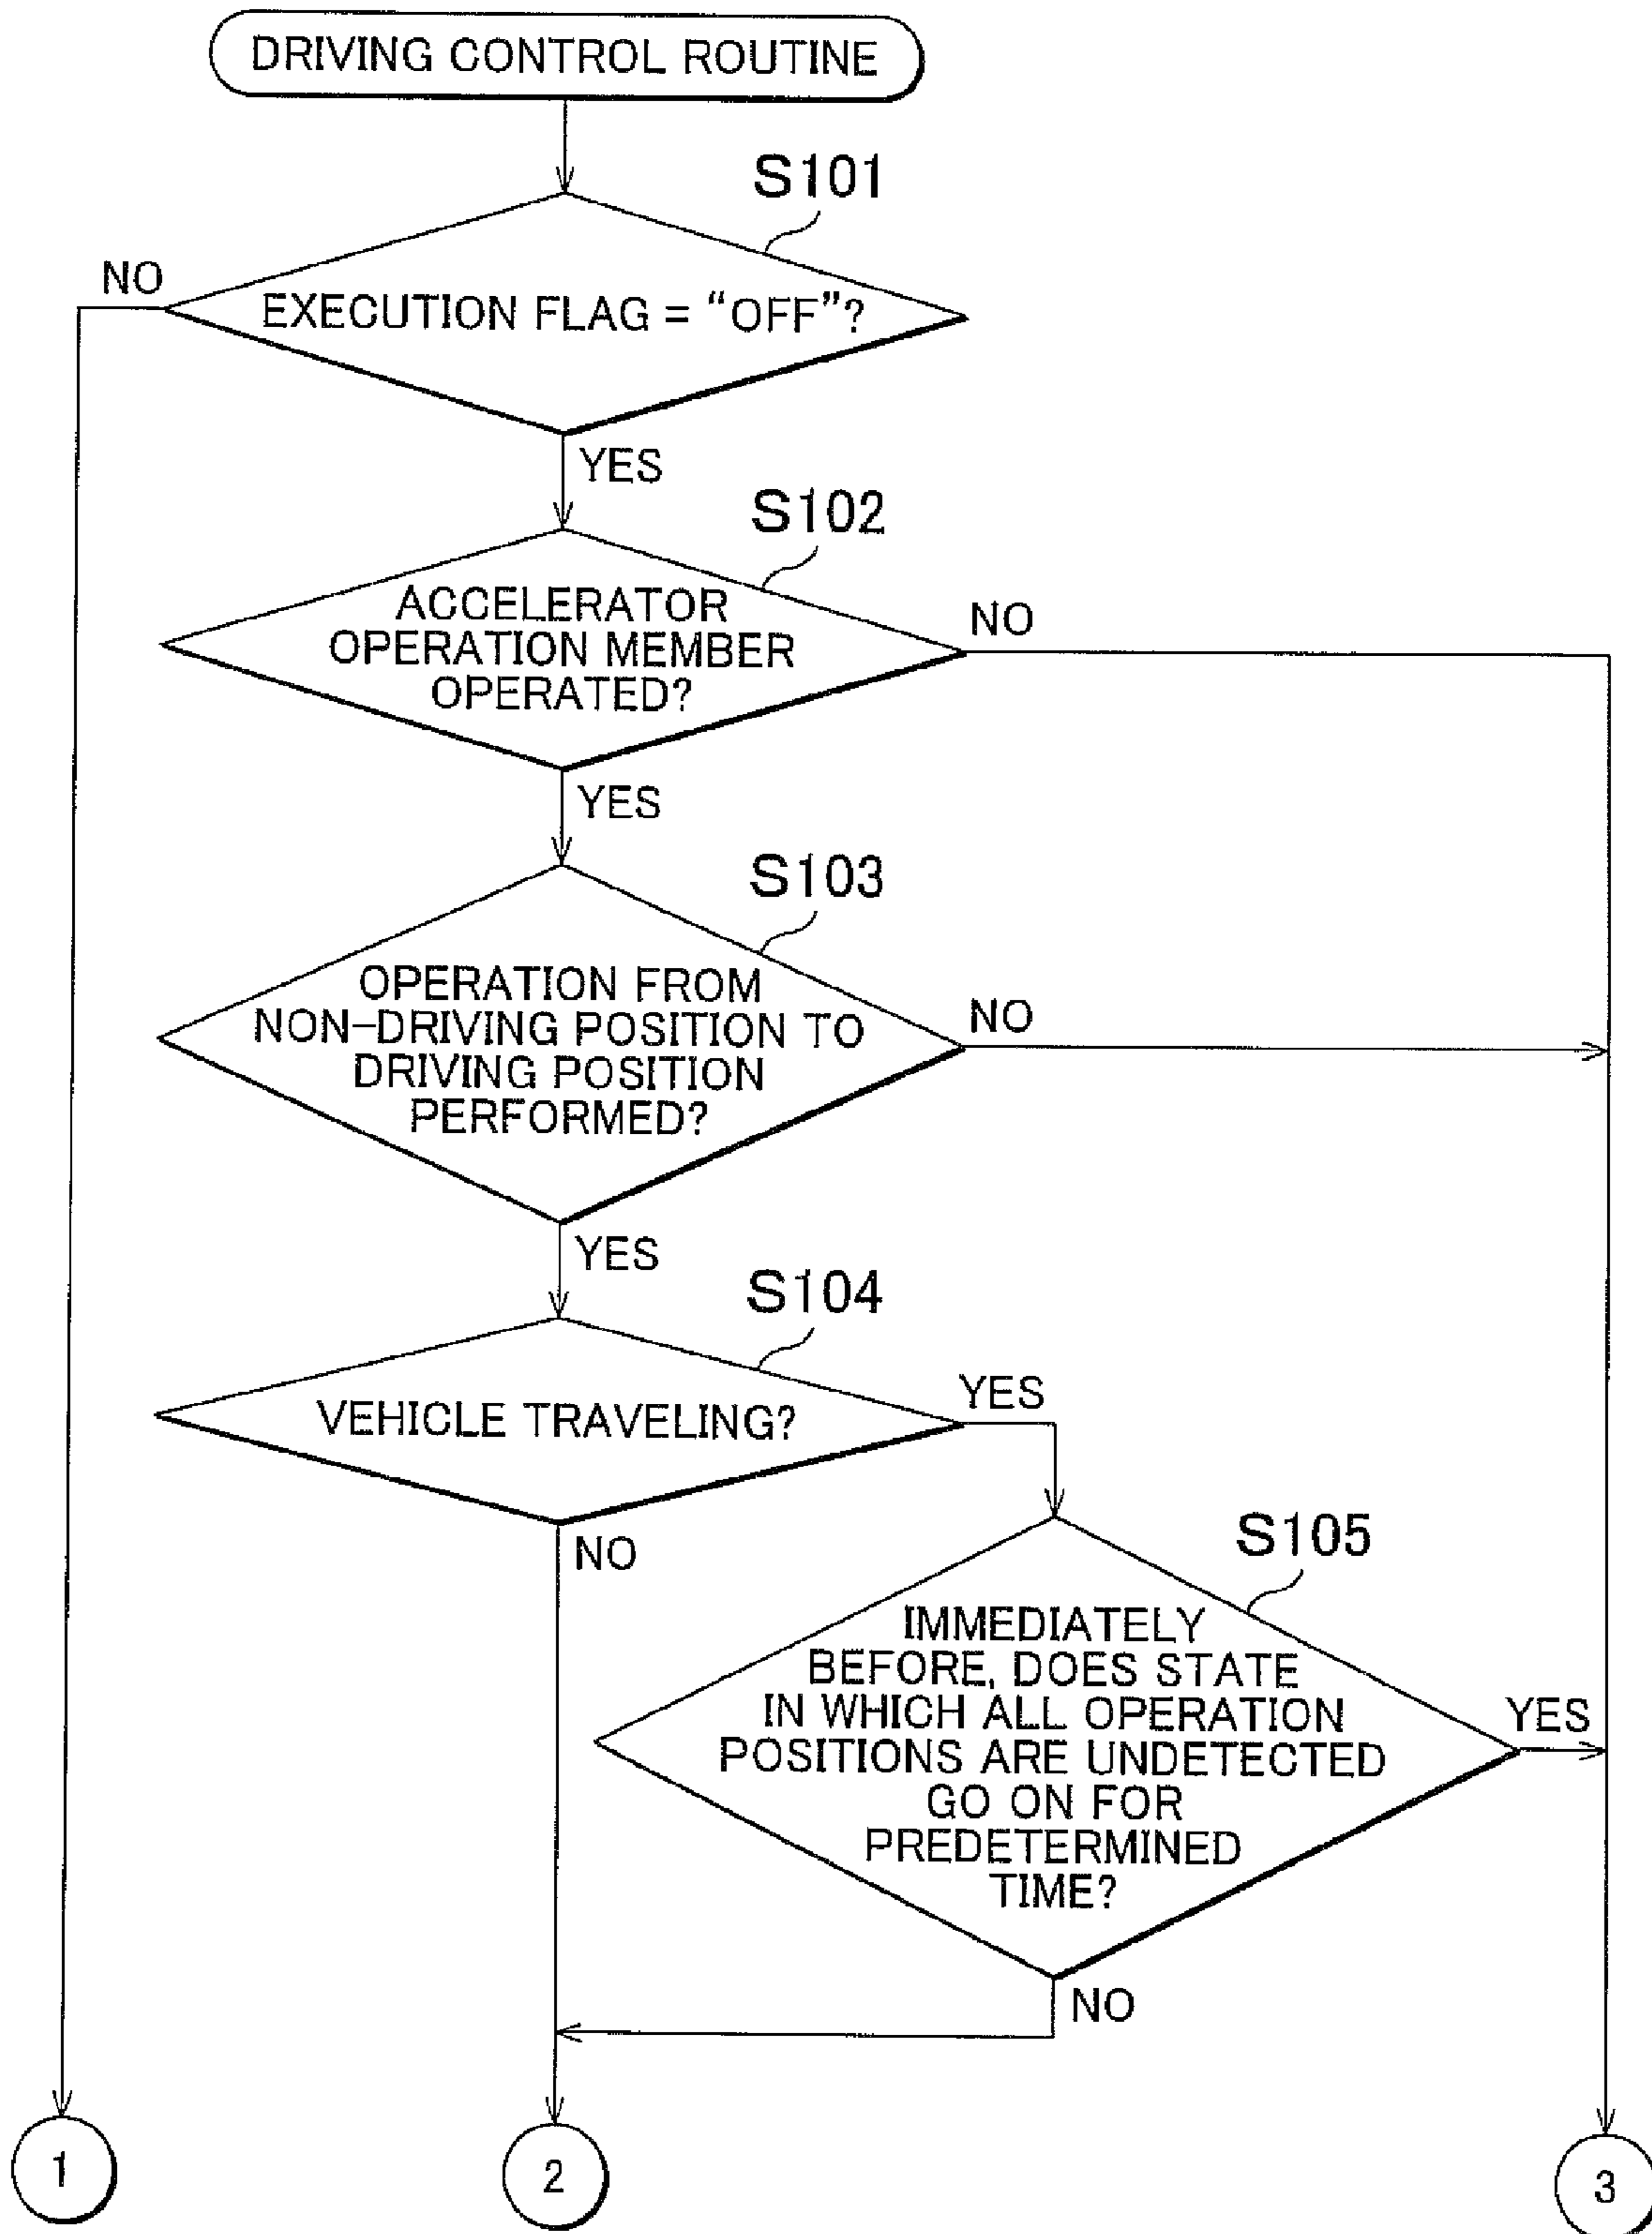 DRIVING CONTROL ROUTINE
S101
NO
EXECUTION FLAG = “OFF”?
YES
S102
ACCELERATOR
OPERATION MEMBER
OPERATED?
NO
YES
S103
OPERATION FROM
NON-DRIVING POSITION TO
DRIVING POSITION
PERFORMED?
NO
YES
S104
VEHICLE TRAVELING?
YES
NO
S105
IMMEDIATELY
BEFORE, DOES STATE
IN WHICH ALL OPERATION
POSITIONS ARE UNDETECTED
GO ON FOR
PREDETERMINED
TIME?
YES
NO
1
2
3